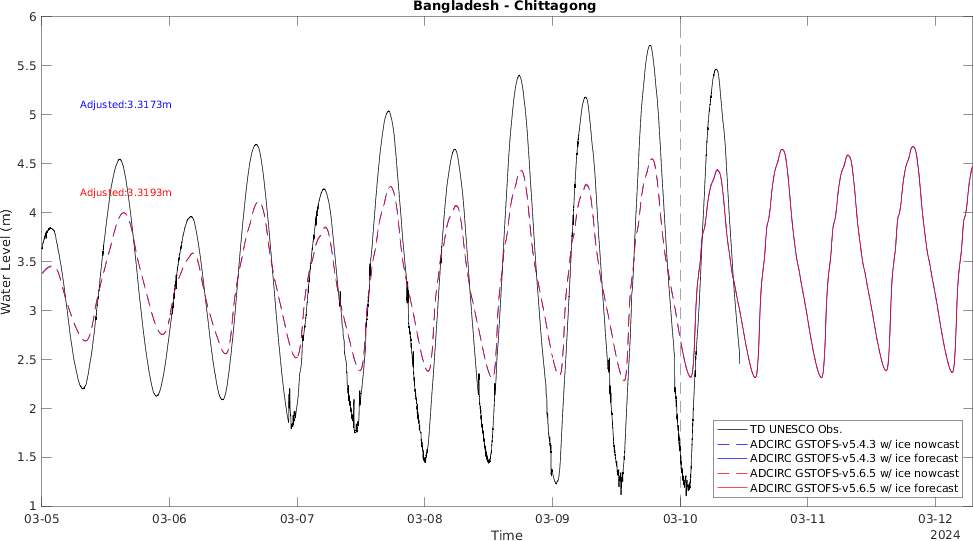 Bangladesh - Chittagong
6
5.5
5
4.5
4
3.5
3
2.5
2
1.5
1
Water Level (m)
Adjusted:3.3173m
Adjusted:3.3193m
TD UNESCO Obs.
ADCIRC GSTOFS-v5.4.3 w/ ice nowcast
ADCIRC GSTOFS-v5.4.3 w/ ice forecast
ADCIRC GSTOFS-v5.6.5 w/ ice nowcast
ADCIRC GSTOFS-v5.6.5 w/ ice forecast
03-05 03-06 03-07 03-08 03-09 03-10 03-11 03-12
Time
2024